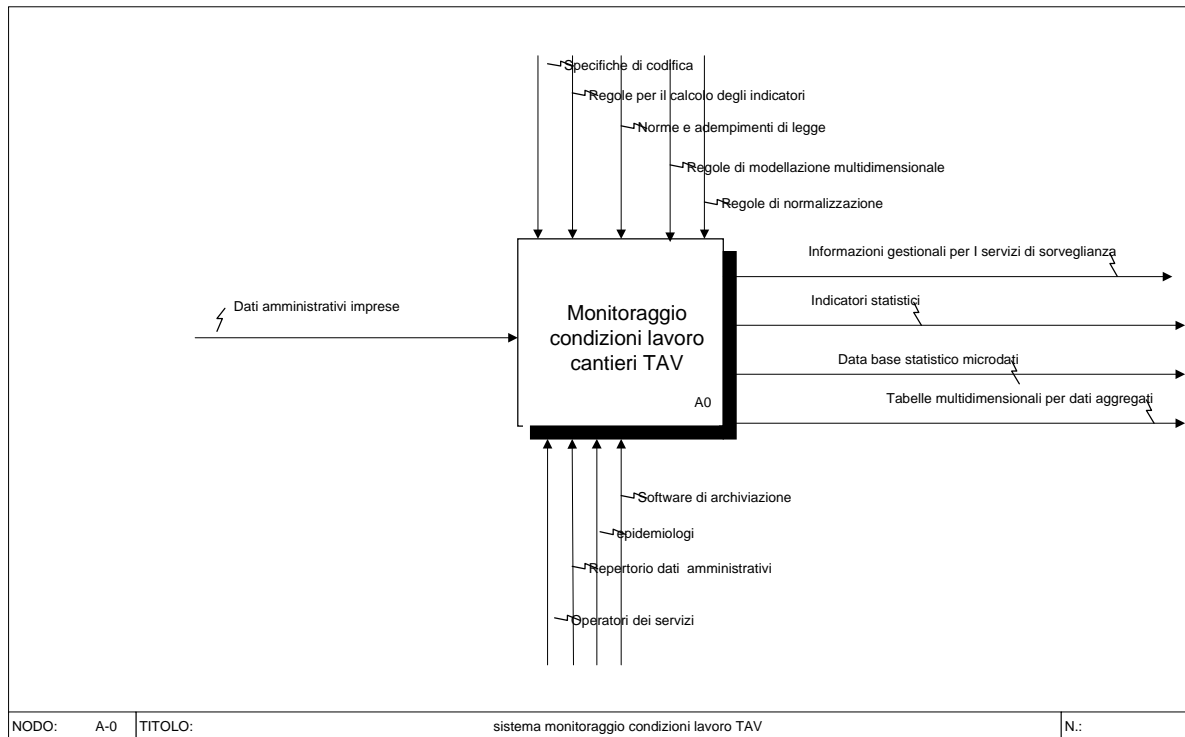 Specifiche di codifica
Regole per il calcolo degli indicatori
Norme e adempimenti di legge
Regole di modellazione multidimensionale
Regole di normalizzazione
Informazioni gestionali per I servizi di sorveglianza
Indicatori statistici
Dati amministrativi imprese
Monitoraggio
condizioni lavoro
cantieri TAV
A0
Data base statistico microdati
Tabelle multidimensionali per dati aggregati
Software di archiviazione
epidemiologi
Repertorio dati amministrativi
Operatori dei servizi
NODO: A-0 TITOLO: sistema monitoraggio condizioni lavoro TAV N.: